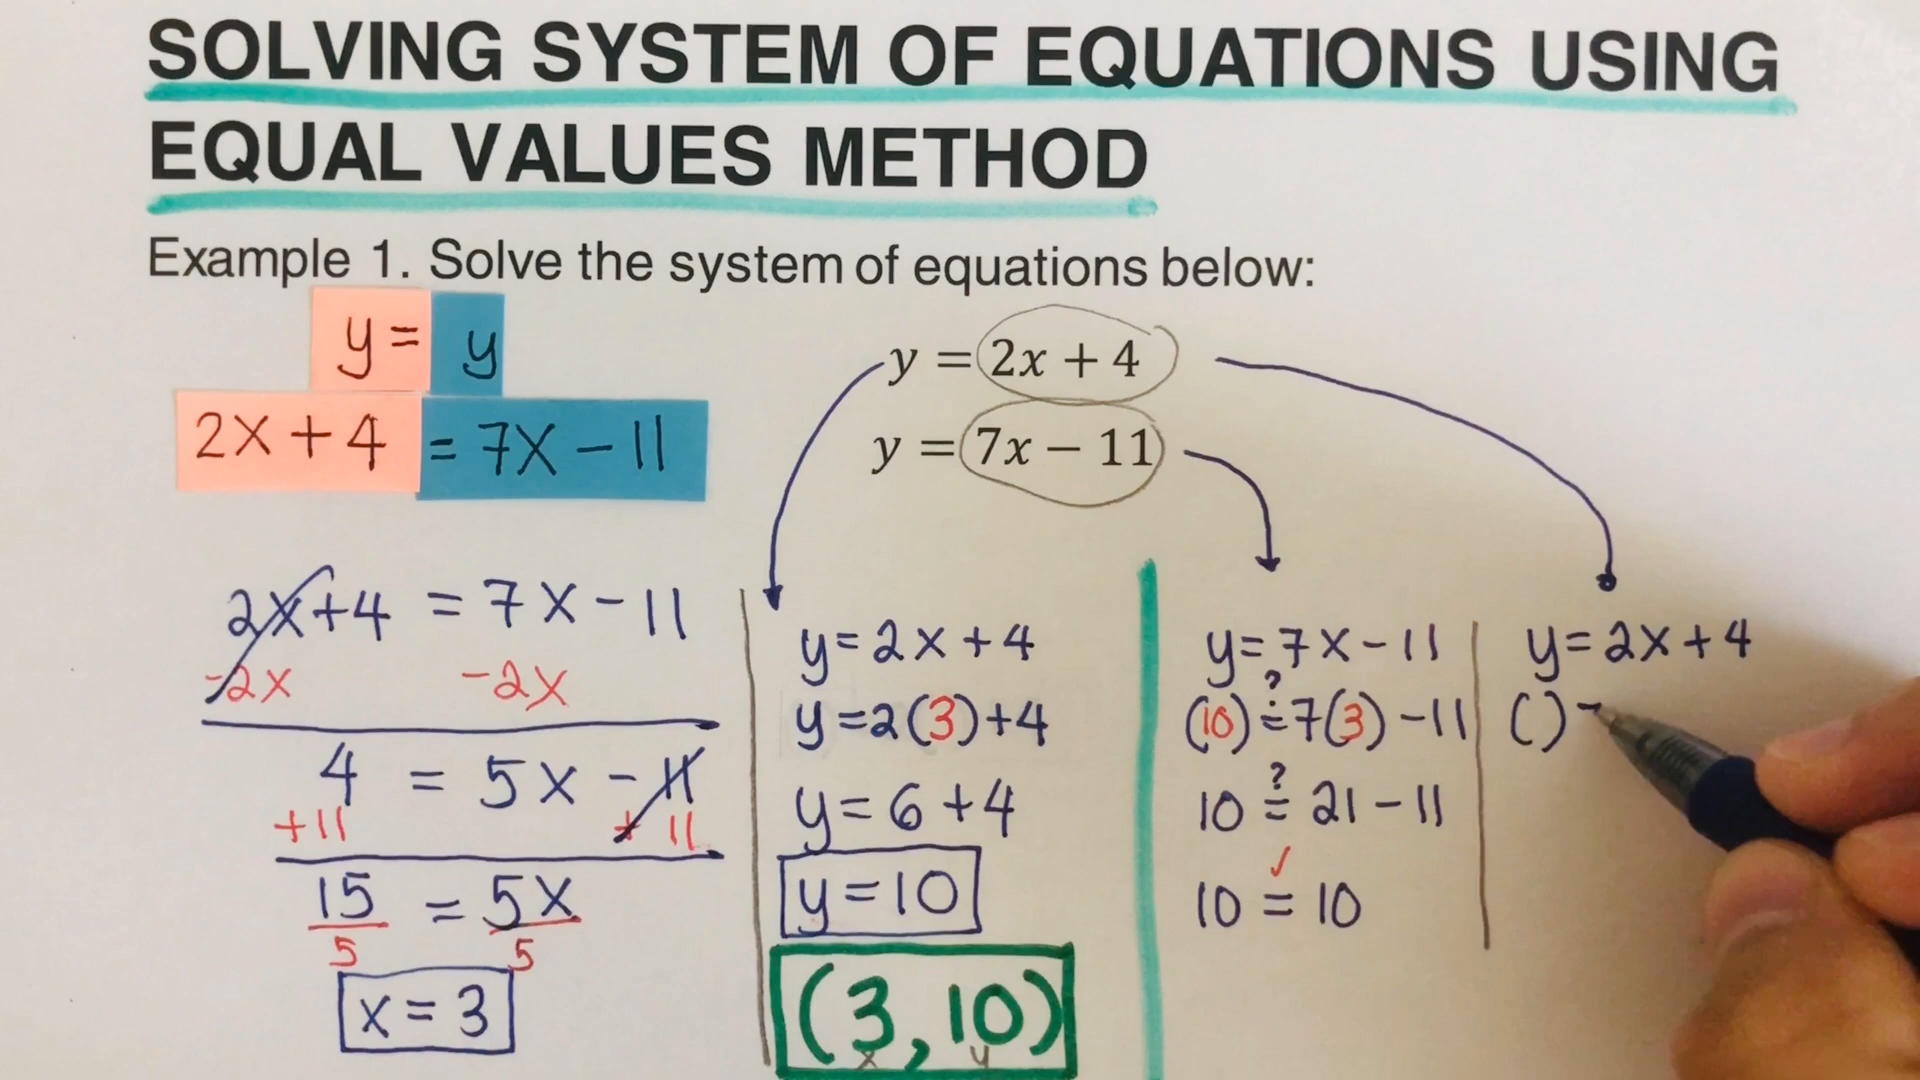 SOLVING SYSTEM OF EQUATIONS USING
EQUAL VALUES METHOD
Example 1. Solve the system of equations below:
y = y
2x + 4 = 7x - 11
y = 2x + 4
y = 7x − 11
2x+4 = 7x - 11
-2x -2x
4 = 5x - 11
+11 + 11
15 = 5x
5 5
x = 3
y = 2x + 4
y = 2(3) + 4
y = 6 + 4
y = 10
(3, 10)
x y
y = 7x - 11
?
(10) = 7(3) - 11
?
10 = 21 - 11
✓
10 = 10
y = 2x + 4
( ) -